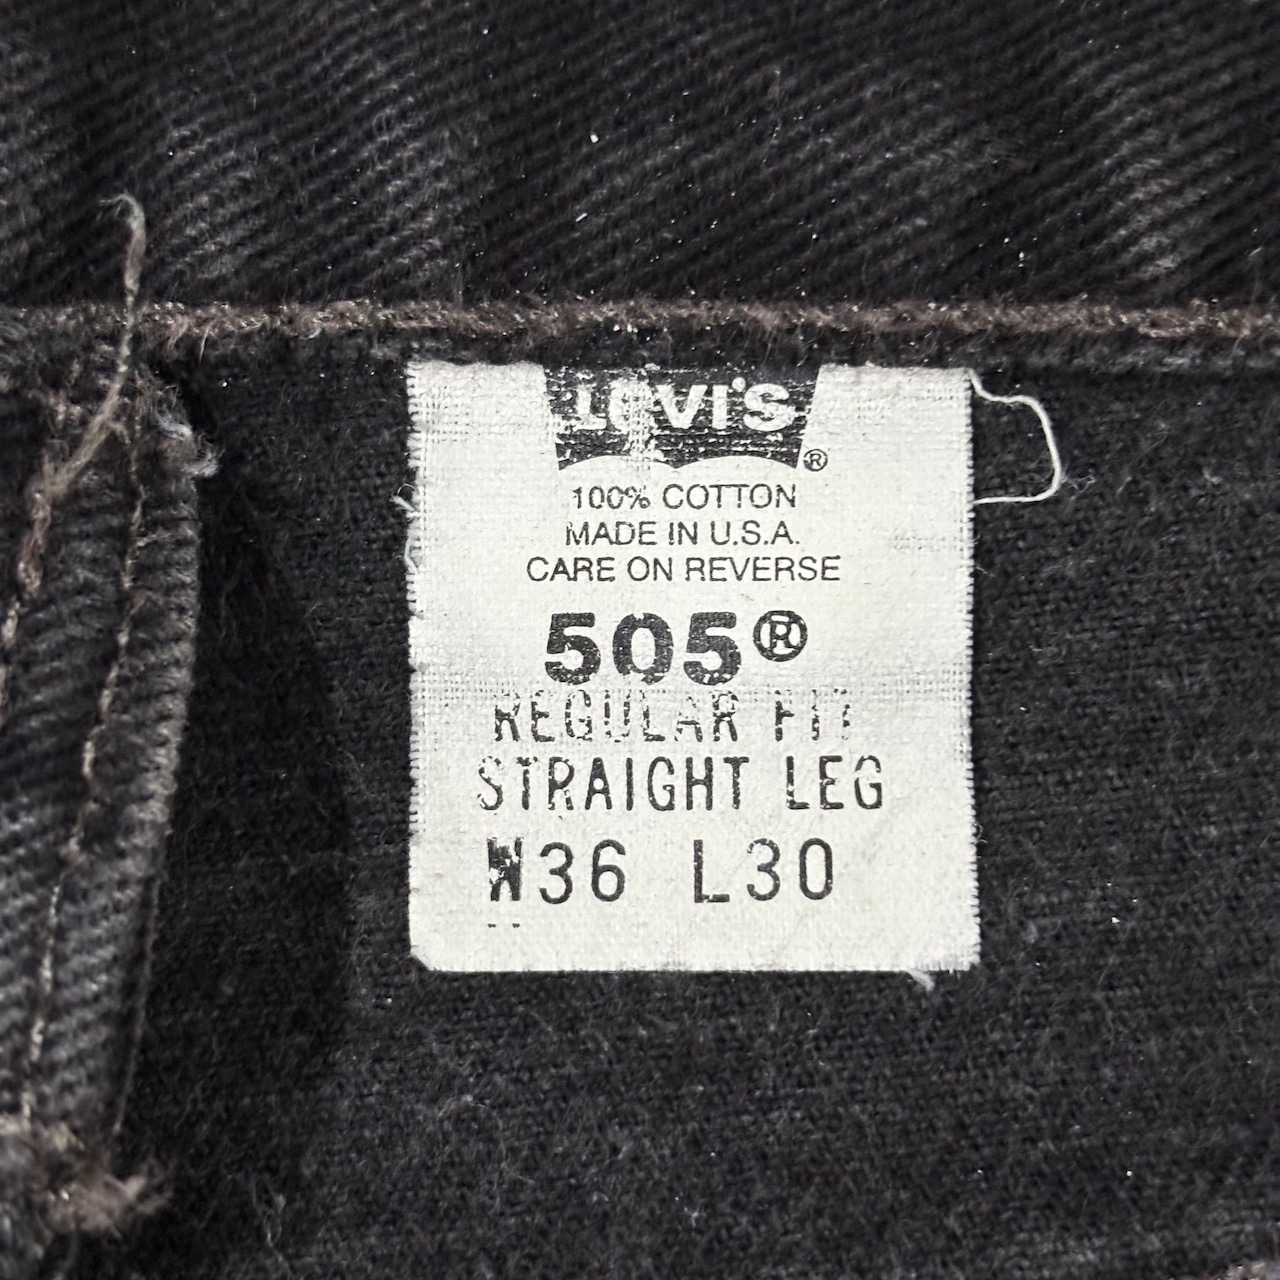 Levi's®
100% COTTON
MADE IN U.S.A.
CARE ON REVERSE
505®
REGULAR FIT
STRAIGHT LEG
W36 L30